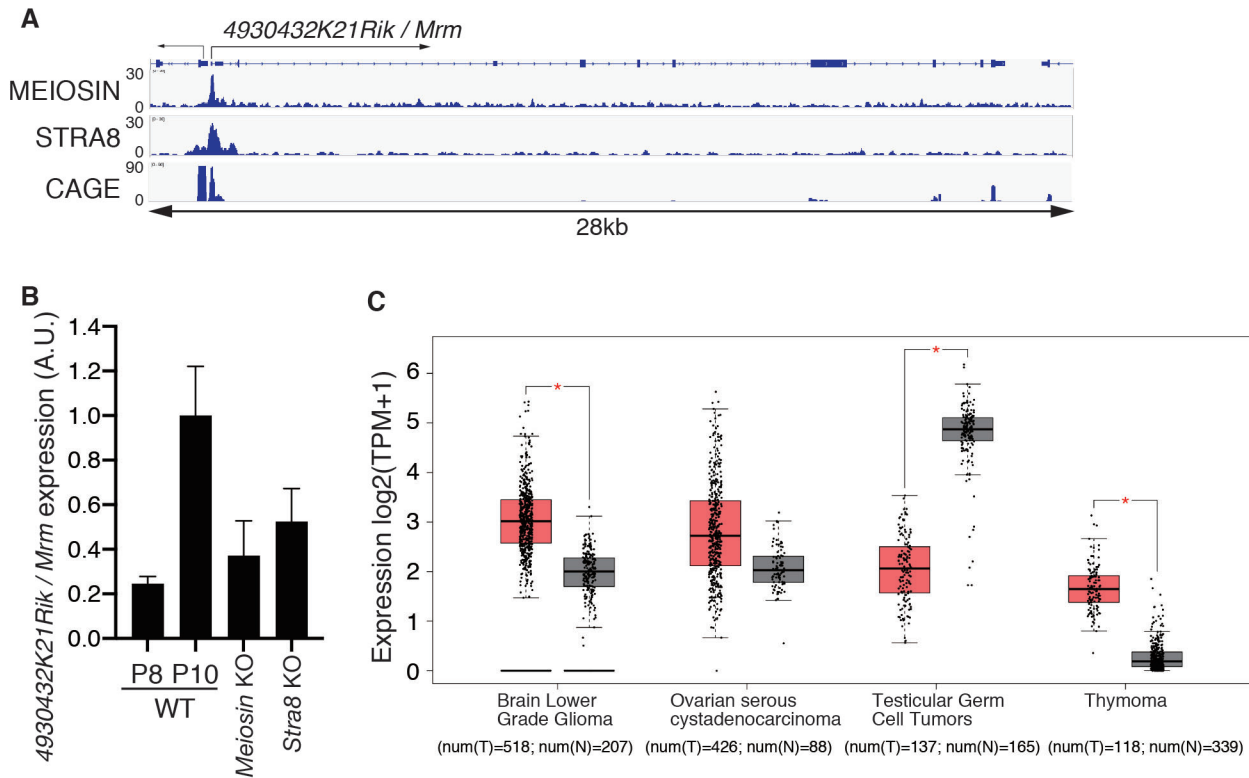 A
4930432K21Rik / Mrm
MEIOSIN
30
0
STRA8
30
0
CAGE
90
0
28kb
B
4930432K21Rik / Mrm expression (A.U.)
1.4
1.2
1.0
0.8
0.6
0.4
0.2
0.0
P8 P10
WT
Meiosin KO
Stra8 KO
C
Expression log2(TPM+1)
6
5
4
3
2
1
0
*
*
*
Brain Lower
Grade Glioma
(num(T)=518; num(N)=207)
Ovarian serous
cystadenocarcinoma
(num(T)=426; num(N)=88)
Testicular Germ
Cell Tumors
(num(T)=137; num(N)=165)
Thymoma
(num(T)=118; num(N)=339)